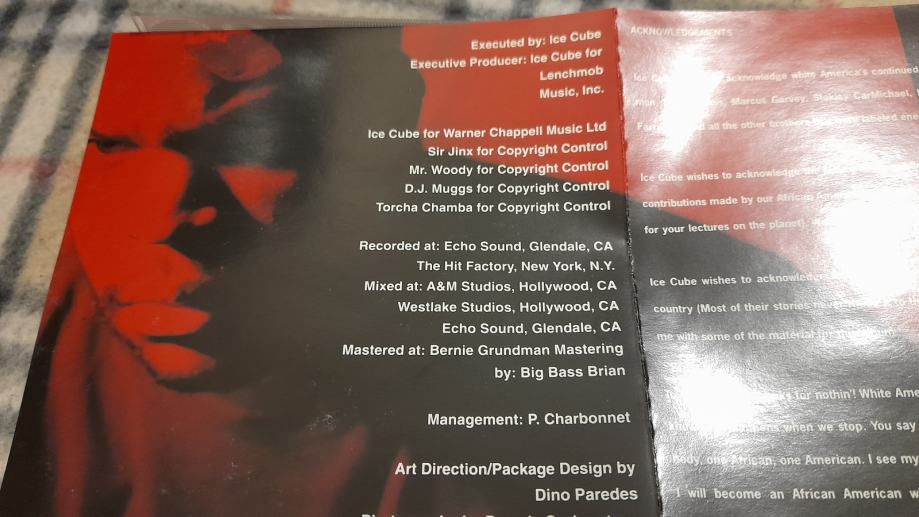 Executed by: Ice Cube
Executive Producer: Ice Cube for
Lenchmob
Music, Inc.
Ice Cube for Warner Chappell Music Ltd
Sir Jinx for Copyright Control
Mr. Woody for Copyright Control
D.J. Muggs for Copyright Control
Torcha Chamba for Copyright Control
Recorded at: Echo Sound, Glendale, CA
The Hit Factory, New York, N.Y.
Mixed at: A&M Studios, Hollywood, CA
Westlake Studios, Hollywood, CA
Echo Sound, Glendale, CA
Mastered at: Bernie Grundman Mastering
by: Big Bass Brian
Management: P. Charbonnet
Art Direction/Package Design by
Dino Paredes
ACKNOWLEDGEMENTS
Ice acknowledge white America's continued
Marcus Garvey, Stokley CarMichael,
and all the other brothers labeled
Ice Cube wishes to acknowledge
contributions made by our African
for your lectures on the planet).
Ice Cube wishes to acknowledge
country (Most of their stories
me with some of the material for
for nothin'! White
when we stop. You say
one African, one American. I see my
I will become an African American